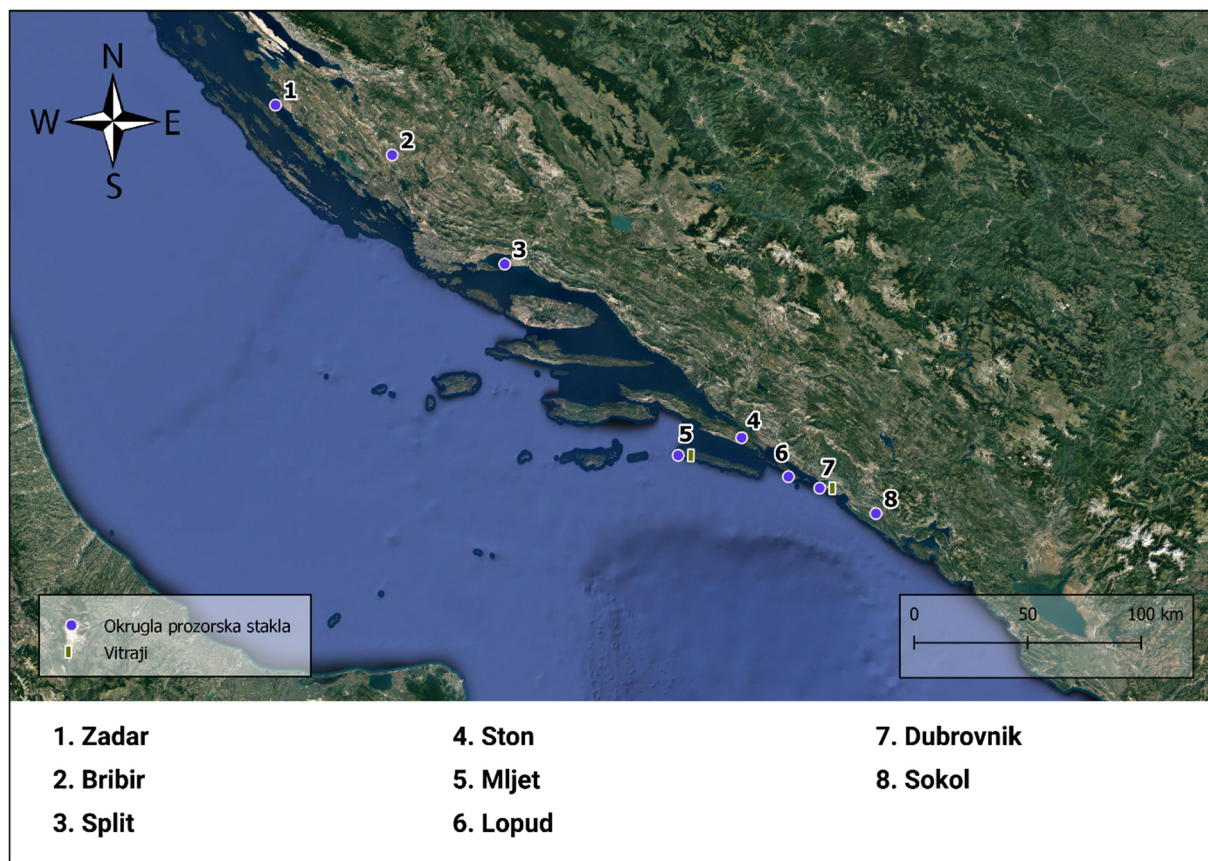 N
W E
S
1
2
3
4
5
6
7
8
Okrugla prozorska stakla
Vitraji
0 50 100 km
1. Zadar
2. Bribir
3. Split
4. Ston
5. Mljet
6. Lopud
7. Dubrovnik
8. Sokol